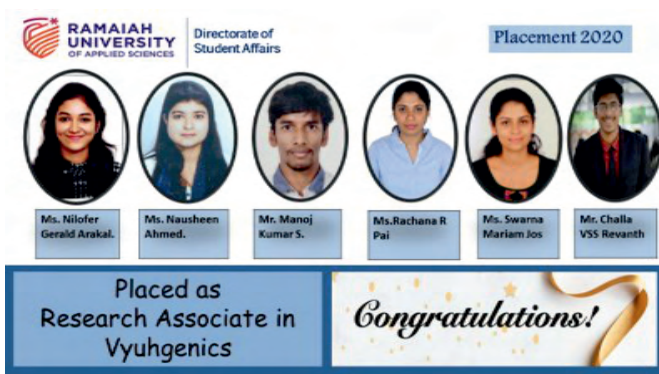 RAMAIAH
UNIVERSITY
OF APPLIED SCIENCES
Directorate of
Student Affairs
Placement 2020
Ms. Nilofer
Gerald Arakal.
Ms. Nausheen
Ahmed.
Mr. Manoj
Kumar S.
Ms.Rachana R
Pai
Ms. Swarna
Mariam Jos
Mr. Challa
VSS Revanth
Placed as
Research Associate in
Vyuhgenics
Congratulations!